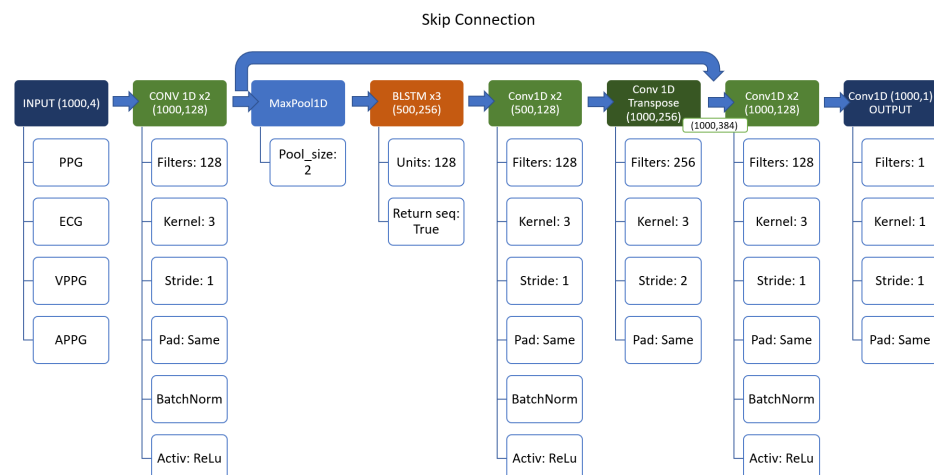 Skip Connection
INPUT (1000,4)
PPG
ECG
VPPG
APPG
CONV 1D x2
(1000,128)
Filters: 128
Kernel: 3
Stride: 1
Pad: Same
BatchNorm
Activ: ReLu
MaxPool1D
Pool_size:
2
BLSTM x3
(500,256)
Units: 128
Return seq:
True
Conv1D x2
(500,128)
Filters: 128
Kernel: 3
Stride: 1
Pad: Same
BatchNorm
Activ: ReLu
Conv 1D
Transpose
(1000,256)
Filters: 256
Kernel: 3
Stride: 2
Pad: Same
(1000,384)
Conv1D x2
(1000,128)
Filters: 128
Kernel: 3
Stride: 1
Pad: Same
BatchNorm
Activ: ReLu
Conv1D (1000,1)
OUTPUT
Filters: 1
Kernel: 1
Stride: 1
Pad: Same